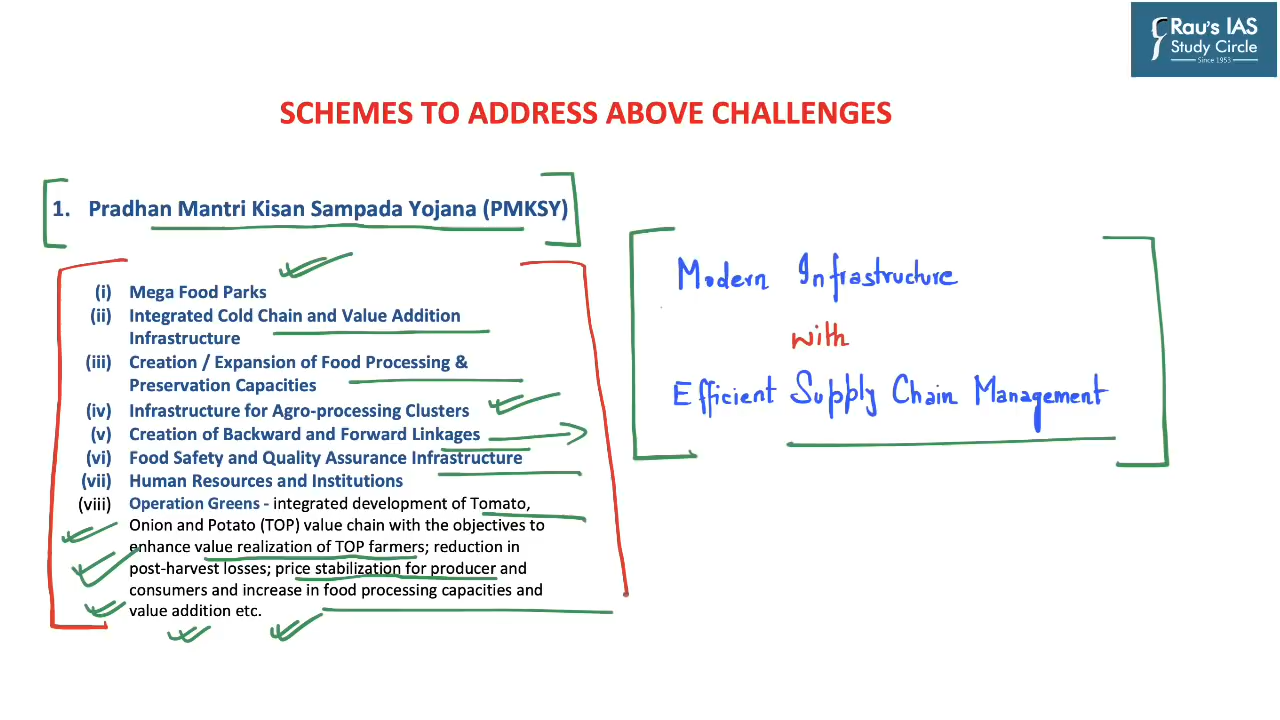 Rau's IAS
Study Circle
Since 1953
SCHEMES TO ADDRESS ABOVE CHALLENGES
1. Pradhan Mantri Kisan Sampada Yojana (PMKSY)
(i) Mega Food Parks
(ii) Integrated Cold Chain and Value Addition
Infrastructure
(iii) Creation / Expansion of Food Processing &
Preservation Capacities
(iv) Infrastructure for Agro-processing Clusters
(v) Creation of Backward and Forward Linkages
(vi) Food Safety and Quality Assurance Infrastructure
(vii) Human Resources and Institutions
(viii) Operation Greens - integrated development of Tomato,
Onion and Potato (TOP) value chain with the objectives to
enhance value realization of TOP farmers; reduction in
post-harvest losses; price stabilization for producer and
consumers and increase in food processing capacities and
value addition etc.
Modern Infrastructure
with
Efficient Supply Chain Management